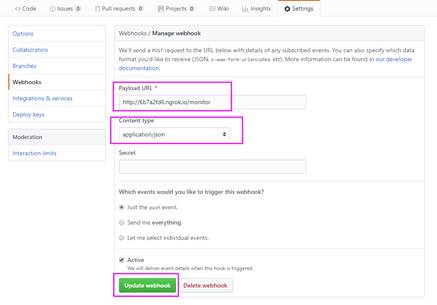 Code Issues 0 Pull requests 0 Projects 0 Wiki Insights Settings
Options
Collaborators
Branches
Webhooks
Integrations & services
Deploy keys
Moderation
Interaction limits
Webhooks / Manage webhook
We'll send a POST request to the URL below with details of any subscribed events. You can also specify which data
format you'd like to receive (JSON, x-www-form-urlencoded, etc). More information can be found in our developer
documentation.
Payload URL *
http://6b7a2fd6.ngrok.io/monitor
Content type
application/json
Secret
Which events would you like to trigger this webhook?
Just the push event.
Send me everything.
Let me select individual events.
Active
We will deliver event details when this hook is triggered.
Update webhook Delete webhook